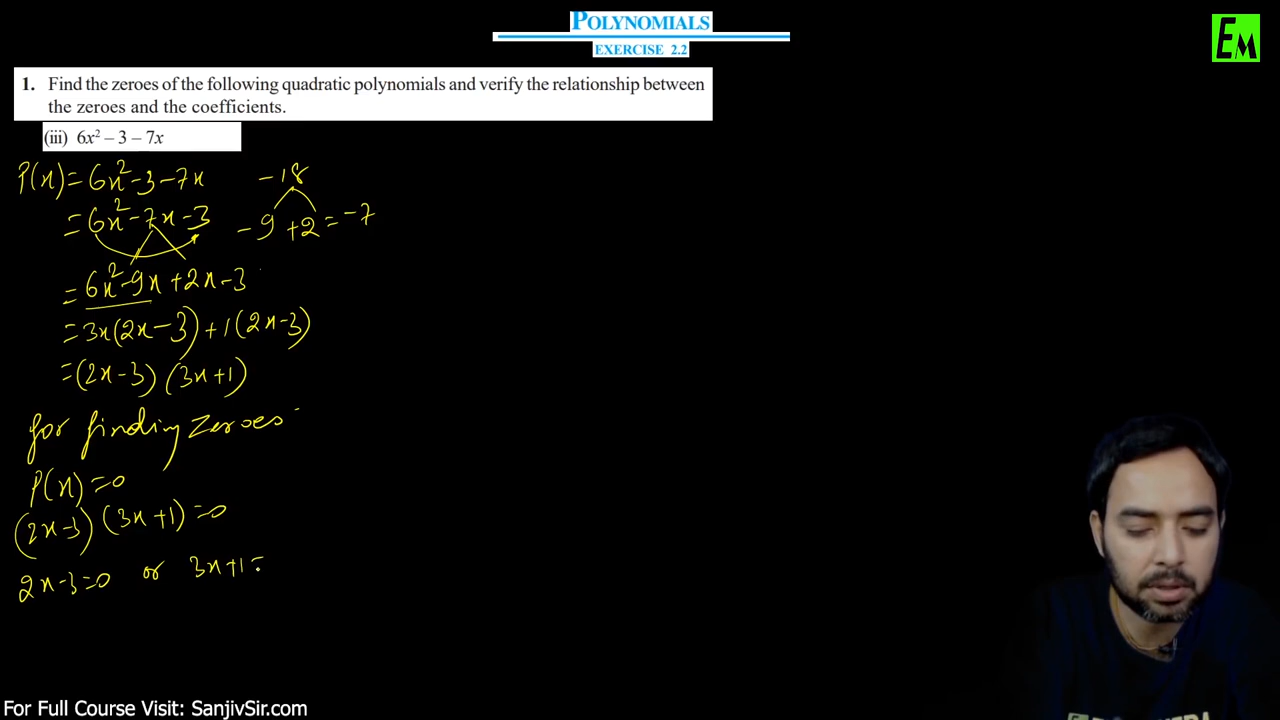 POLYNOMIALS
EXERCISE 2.2
EM
1. Find the zeroes of the following quadratic polynomials and verify the relationship between
the zeroes and the coefficients.
(iii) 6x² – 3 – 7x
P(x) = 6x² - 3 - 7x
= 6x² - 7x - 3
-18
- 9 + 2 = -7
= 6x² - 9x + 2x - 3
= 3x(2x - 3) + 1(2x - 3)
= (2x - 3) (3x + 1)
for finding zeroes
P(x) = 0
(2x - 3) (3x + 1) = 0
2x - 3 = 0 or 3x + 1 =
For Full Course Visit: SanjivSir.com